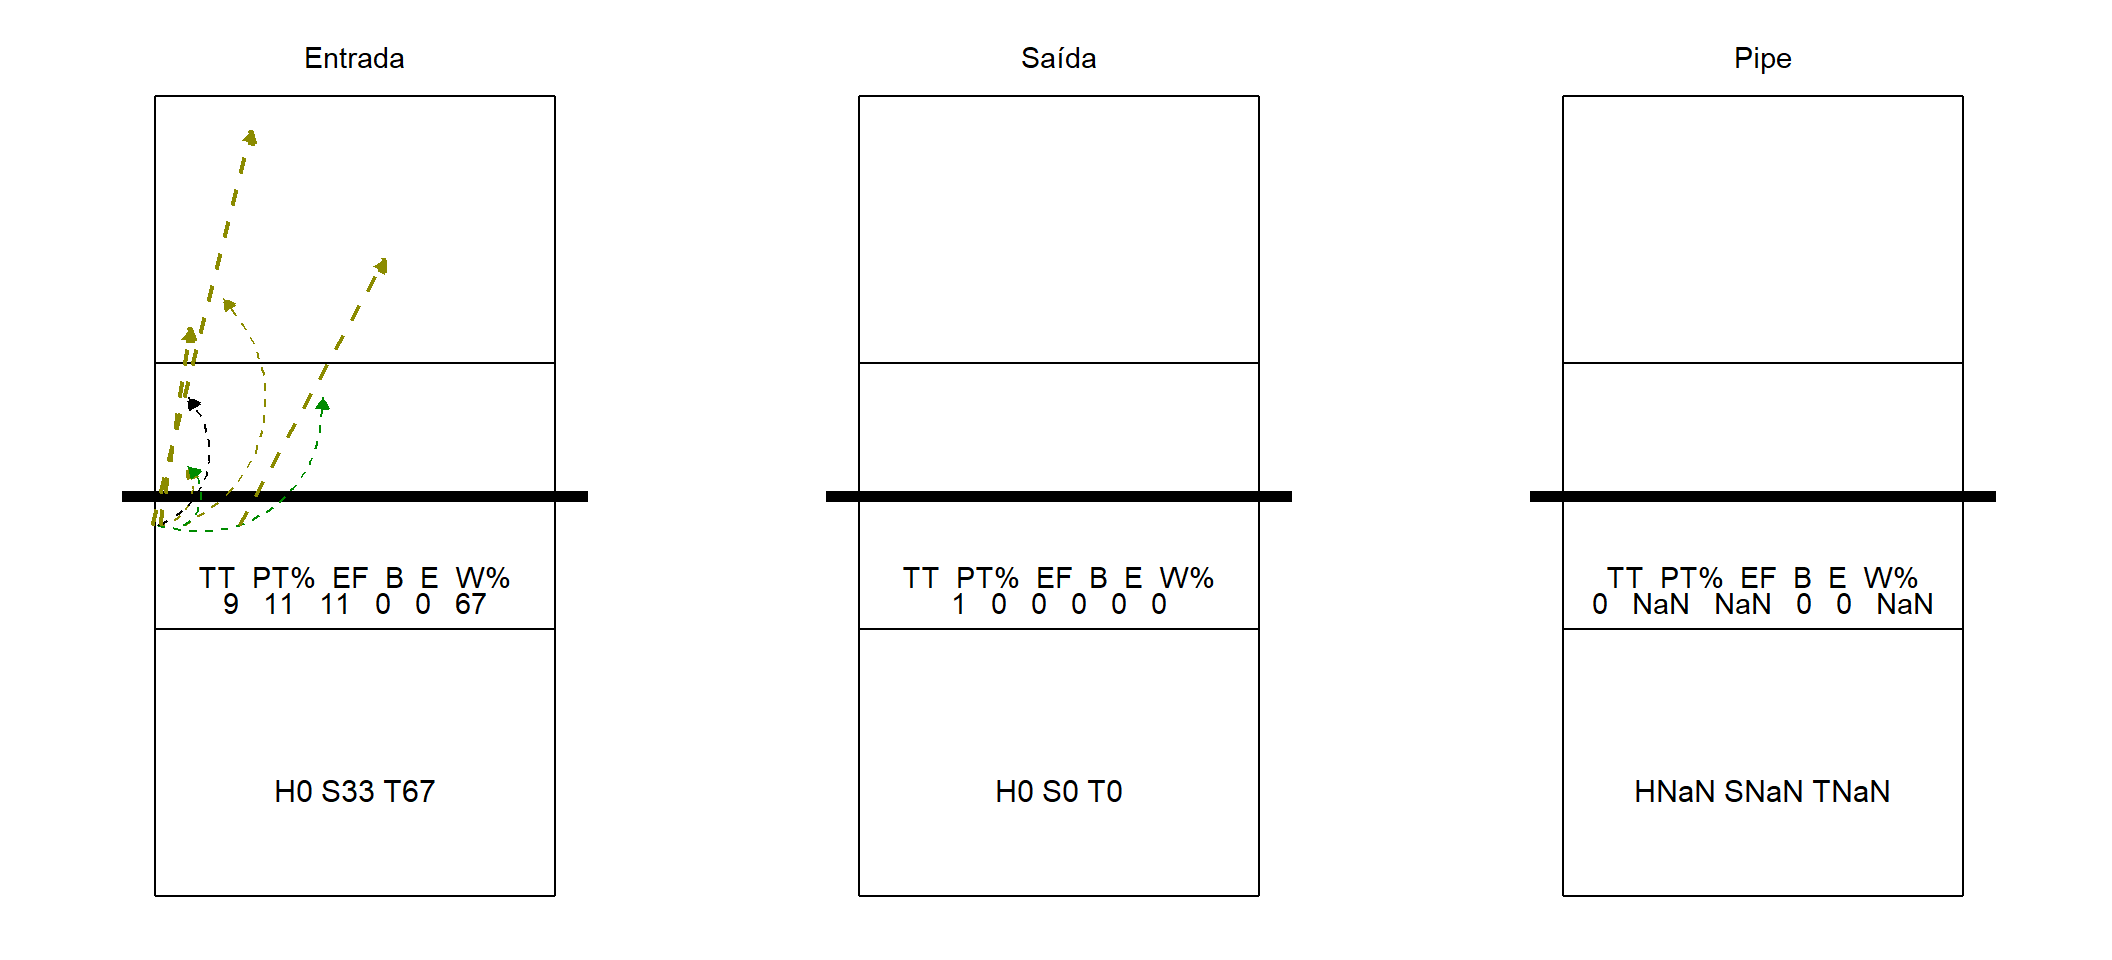 Entrada
TT PT% EF B E W%
9 11 11 0 0 67
H0 S33 T67
Saída
TT PT% EF B E W%
1 0 0 0 0 0
H0 S0 T0
Pipe
TT PT% EF B E W%
0 NaN NaN 0 0 NaN
HNaN SNaN TNaN